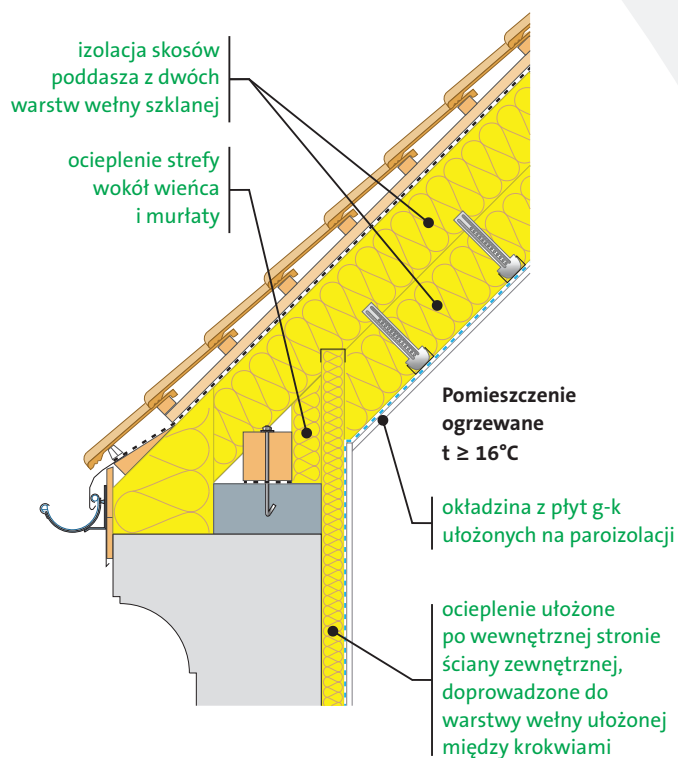 izolacja skosów
poddasza z dwóch
warstw wełny szklanej
ocieplenie strefy
wokół wieńca
i murłaty
Pomieszczenie
ogrzewane
t ≥ 16°C
okładzina z płyt g-k
ułożonych na paroizolacji
ocieplenie ułożone
po wewnętrznej stronie
ściany zewnętrznej,
doprowadzone do
warstwy wełny ułożonej
między krokwiami